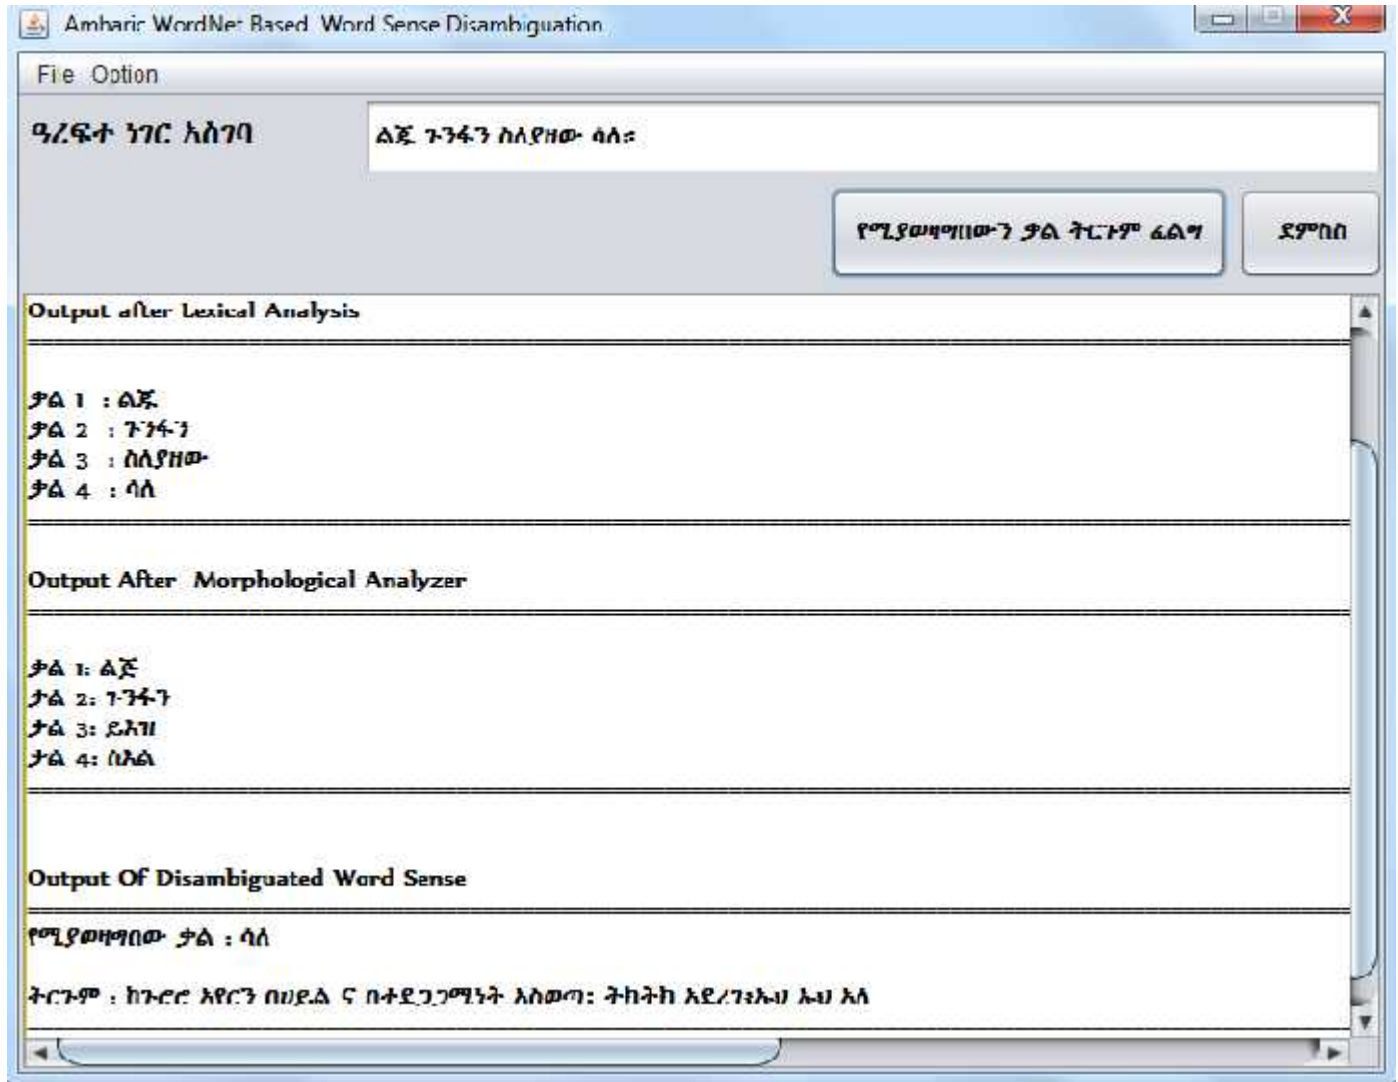 Amharic WordNet Based Word Sense Disambiguation
File Option
ዓረፍተ ነገር አስገባ
ልጁ ጉንፋን ስለያዘው ሳለ።
የሚያወዛግበውን ቃል ትርጉም ፈልግ
ደምስስ
Output after Lexical Analysis
ቃል 1 : ልጁ
ቃል 2 : ጉንፋን
ቃል 3 : ስለያዘው
ቃል 4 : ሳለ
Output After Morphological Analyzer
ቃል 1: ልጅ
ቃል 2: ጉንፋን
ቃል 3: ይእዝ
ቃል 4: ስእል
Output Of Disambiguated Word Sense
የሚያወዛግበው ቃል : ሳለ
ትርጉም : ከጉሮሮ አየርን በሀይል ና በተደጋጋሚነት አስወጣ: ትክትክ አደረገ:እህ እህ አለ